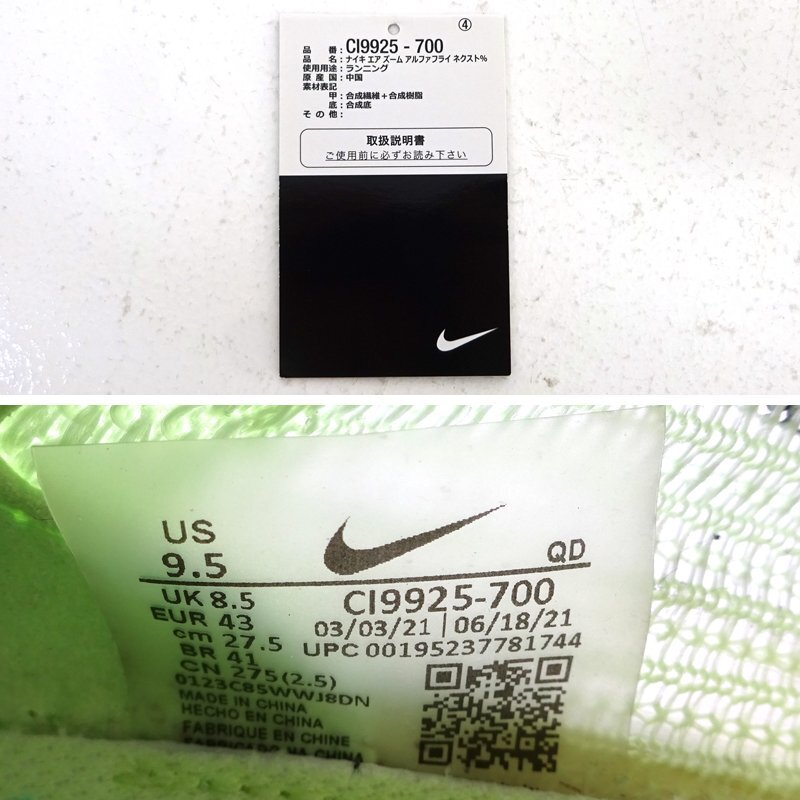 ④
品番：CI9925 - 700
品名：ナイキ エア ズーム アルファフライ ネクスト%
使用用途：ランニング
原産国：中国
素材表記
甲：合成繊維＋合成樹脂
底：合成底
その他：
取扱説明書
ご使用前に必ずお読み下さい
US
9.5
QD
UK 8.5
EUR 43
cm 27.5
BR 41
CN 275(2.5)
0123C85WWJ8DN
MADE IN CHINA
HECHO EN CHINA
FABRIQUE EN CHINE
FABRICADO NA CHINA
CI9925-700
03/03/21 | 06/18/21
UPC 00195237781744